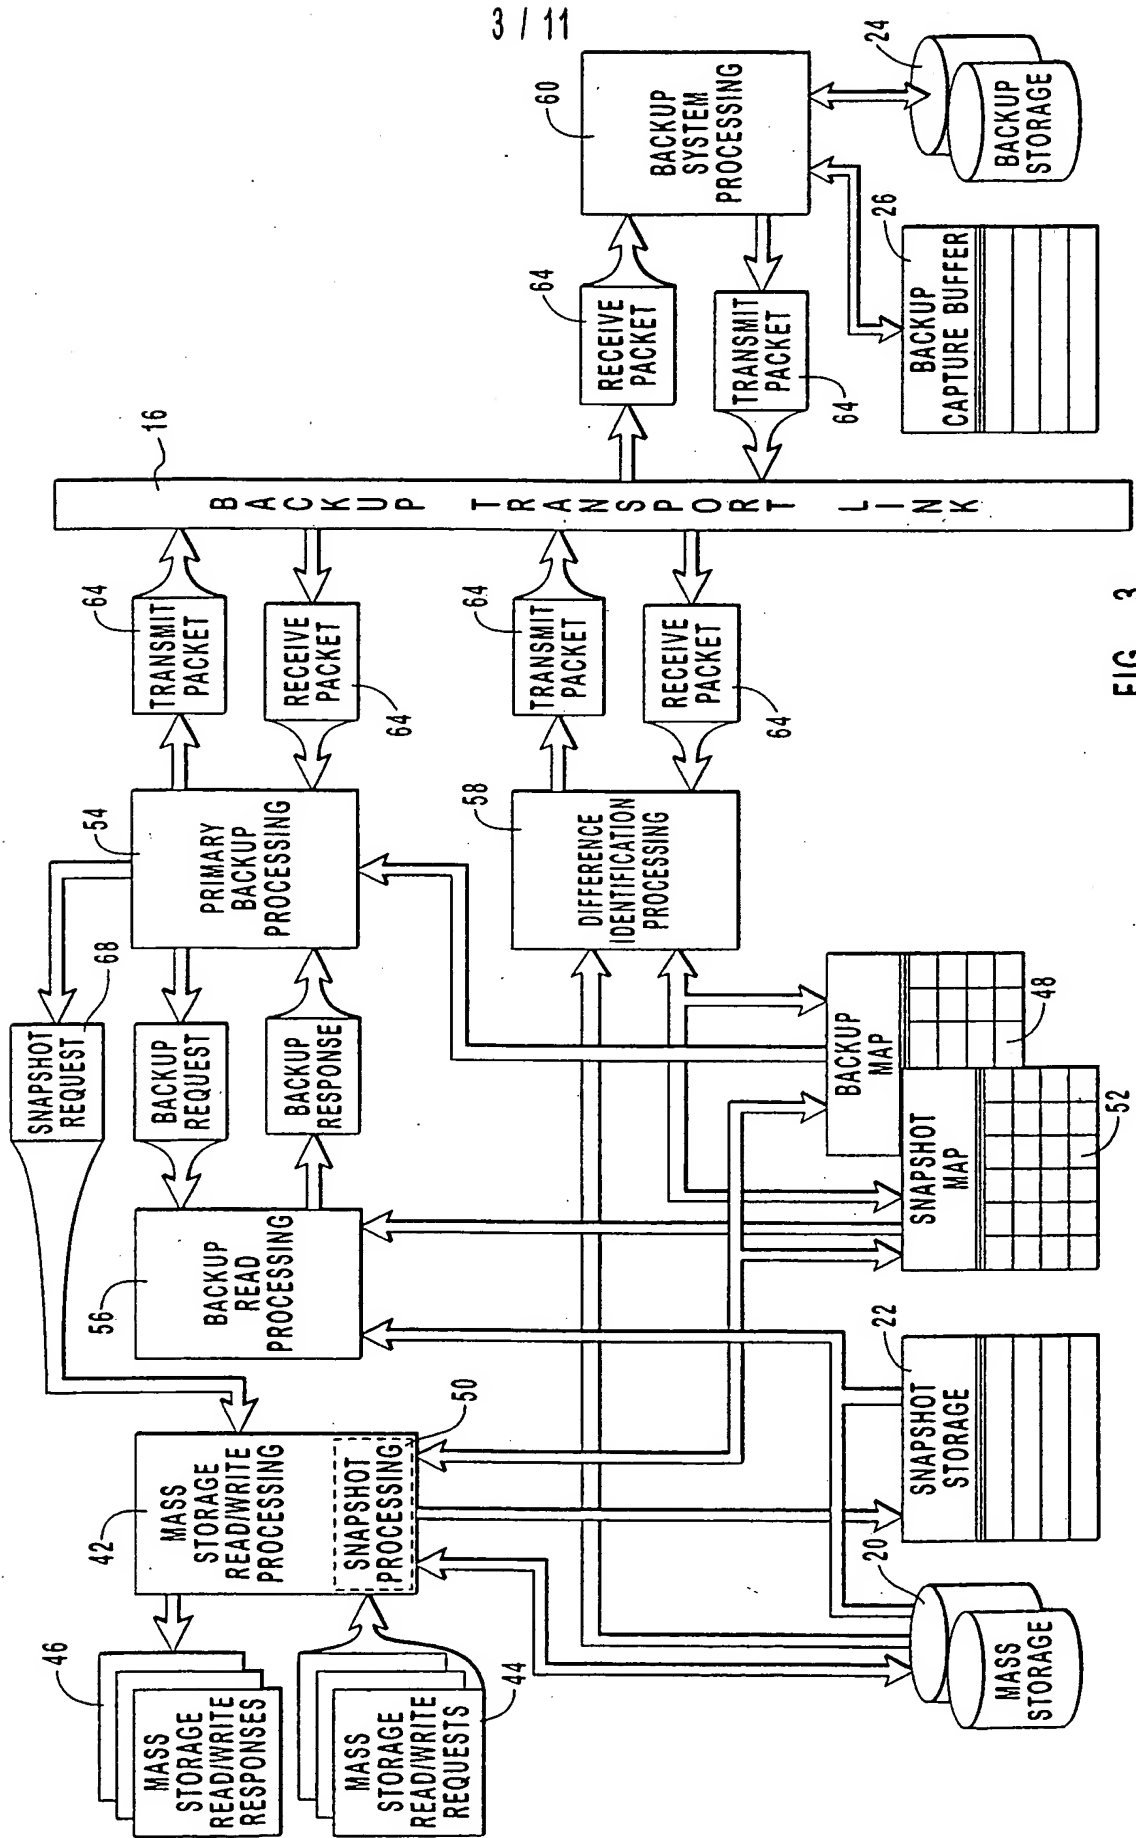 3 / 11
46
MASS
STORAGE
READ/WRITE
RESPONSES
MASS
STORAGE
READ/WRITE
REQUESTS
44
42
MASS
STORAGE
READ/WRITE
PROCESSING
SNAPSHOT
PROCESSING
50
SNAPSHOT
REQUEST
68
56
BACKUP
READ
PROCESSING
BACKUP
REQUEST
BACKUP
RESPONSE
54
PRIMARY
BACKUP
PROCESSING
64
TRANSMIT
PACKET
RECEIVE
PACKET
64
16
BACKUP TRANSPORT LINK
58
DIFFERENCE
IDENTIFICATION
PROCESSING
64
TRANSMIT
PACKET
RECEIVE
PACKET
64
64
RECEIVE
PACKET
TRANSMIT
PACKET
64
60
BACKUP
SYSTEM
PROCESSING
20
MASS
STORAGE
22
SNAPSHOT
STORAGE
SNAPSHOT
MAP
52
BACKUP
MAP
48
26
BACKUP
CAPTURE BUFFER
24
BACKUP
STORAGE
FIG. 3